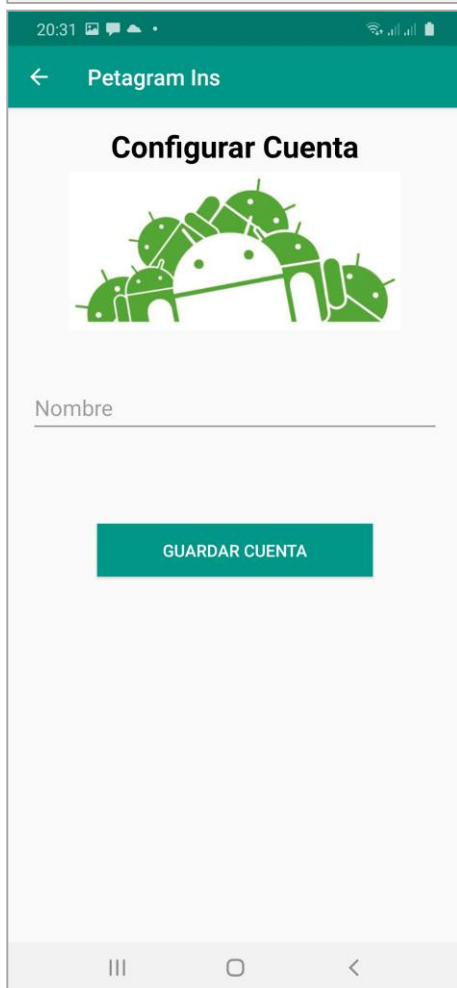 20:31
Petagram Ins
Configurar Cuenta
Nombre
GUARDAR CUENTA